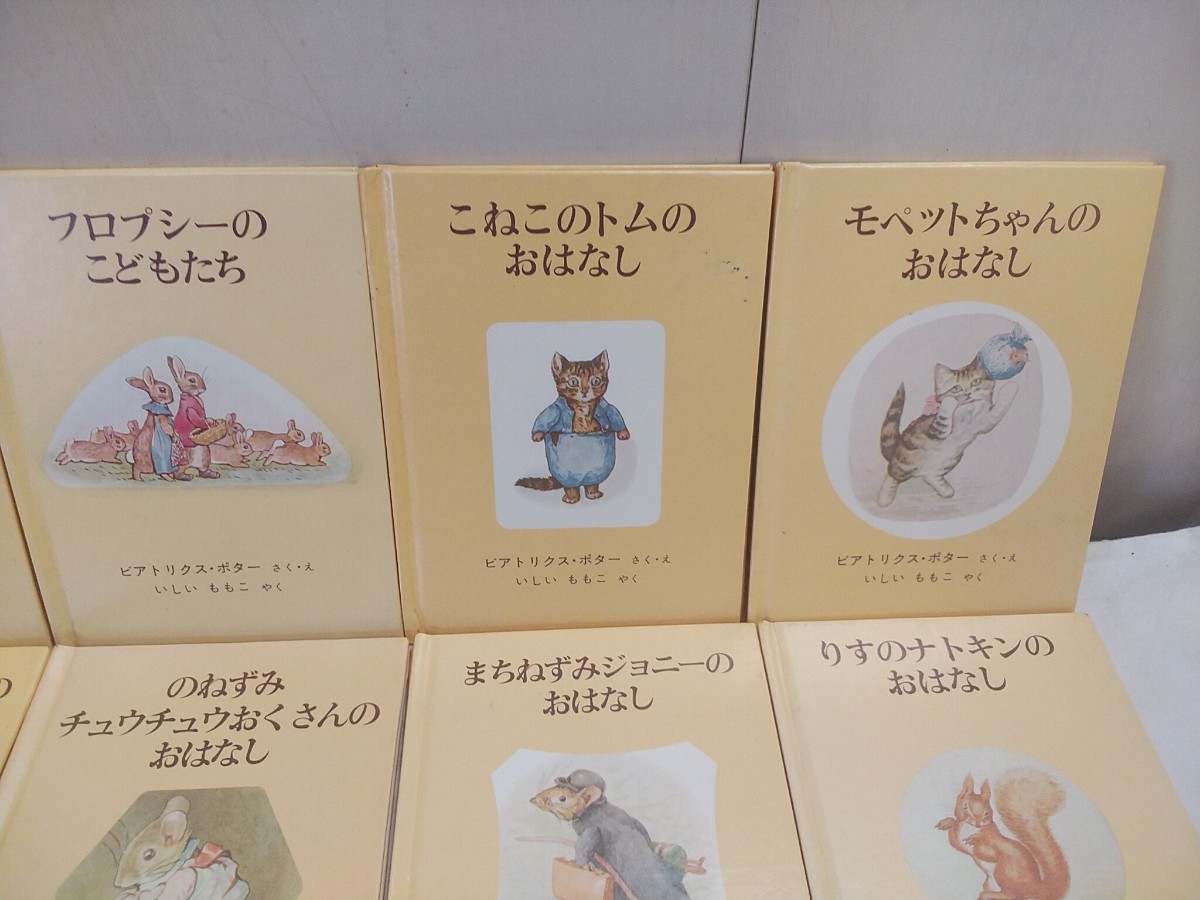 フロプシーの
こどもたち
ビアトリクス・ポター さく・え
いしい ももこ やく
こねこのトムの
おはなし
ビアトリクス・ポター さく・え
いしい ももこ やく
モペットちゃんの
おはなし
ビアトリクス・ポター さく・え
いしい ももこ やく
の
のねずみ
チュウチュウおくさんの
おはなし
まちねずみジョニーの
おはなし
りすのナトキンの
おはなし